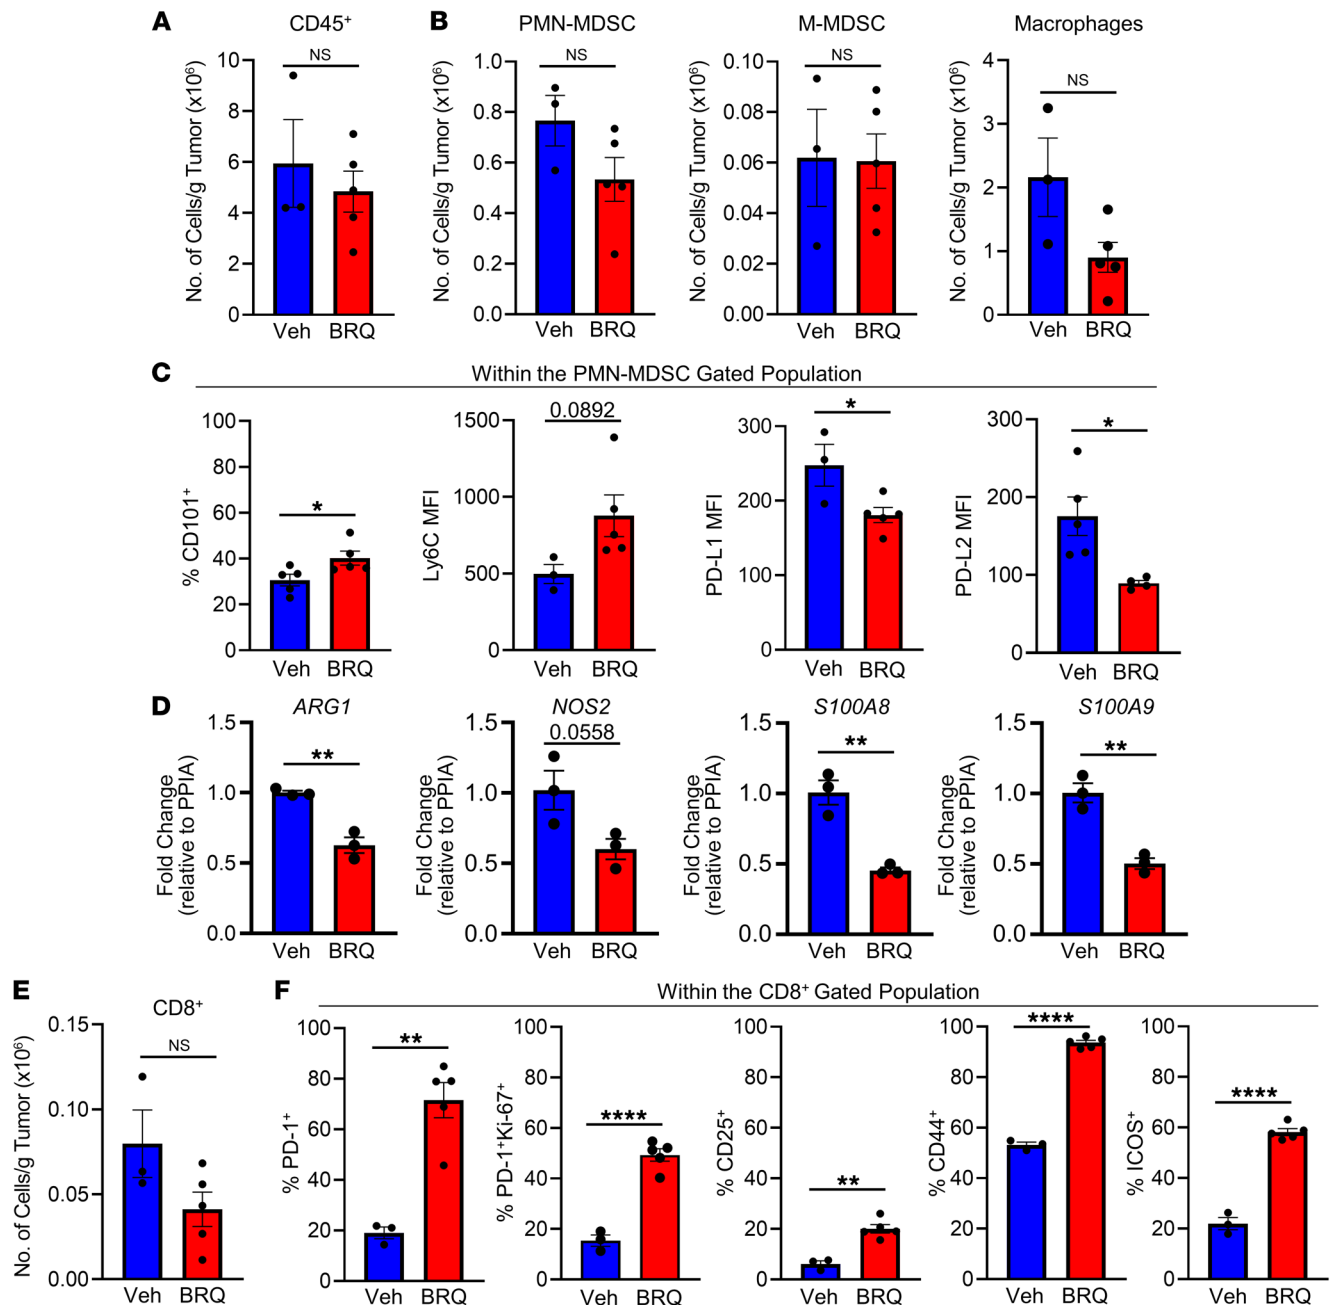 A
CD45⁺
No. of Cells/g Tumor (x10⁶)
10
8
6
4
2
0
NS
Veh BRQ
B
PMN-MDSC
No. of Cells/g Tumor (x10⁶)
1.0
0.8
0.6
0.4
0.2
0.0
NS
Veh BRQ
M-MDSC
No. of Cells/g Tumor (x10⁶)
0.10
0.08
0.06
0.04
0.02
0.00
NS
Veh BRQ
Macrophages
No. of Cells/g Tumor (x10⁶)
4
3
2
1
0
NS
Veh BRQ
C
Within the PMN-MDSC Gated Population
% CD101⁺
100
80
60
40
20
0
*
Veh BRQ
Ly6C MFI
1500
1000
500
0
0.0892
Veh BRQ
PD-L1 MFI
300
200
100
0
*
Veh BRQ
PD-L2 MFI
300
200
100
0
*
Veh BRQ
D
ARG1
Fold Change
(relative to PPIA)
1.5
1.0
0.5
0.0
**
Veh BRQ
NOS2
Fold Change
(relative to PPIA)
1.5
1.0
0.5
0.0
0.0558
Veh BRQ
S100A8
Fold Change
(relative to PPIA)
1.5
1.0
0.5
0.0
**
Veh BRQ
S100A9
Fold Change
(relative to PPIA)
1.5
1.0
0.5
0.0
**
Veh BRQ
E
CD8⁺
No. of Cells/g Tumor (x10⁶)
0.15
0.10
0.05
0.00
NS
Veh BRQ
F
Within the CD8⁺ Gated Population
% PD-1⁺
100
80
60
40
20
0
**
Veh BRQ
% PD-1⁺Ki-67⁺
100
80
60
40
20
0
****
Veh BRQ
% CD25⁺
100
80
60
40
20
0
**
Veh BRQ
% CD44⁺
100
80
60
40
20
0
****
Veh BRQ
% ICOS⁺
100
80
60
40
20
0
****
Veh BRQ